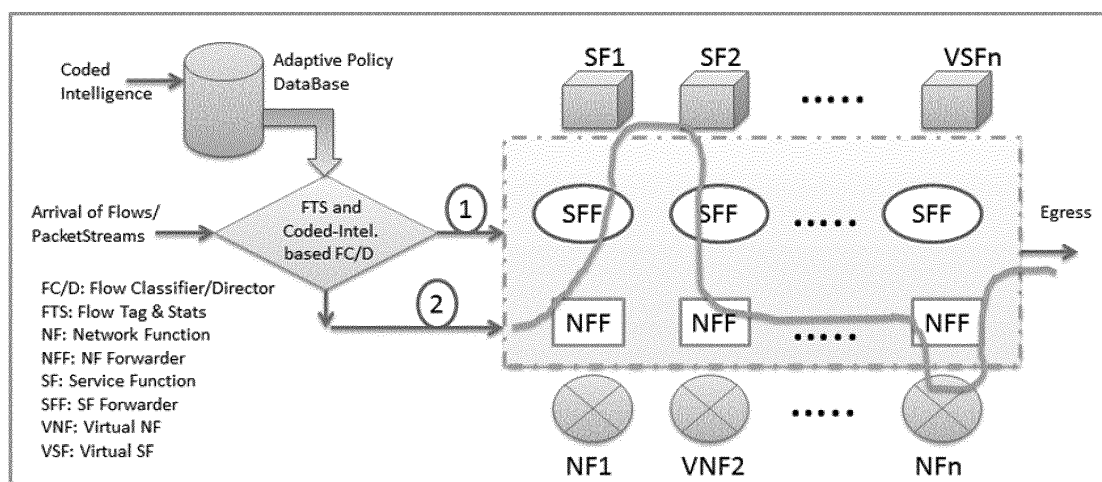 Coded
Intelligence
Adaptive Policy
DataBase
SF1
SF2
VSFn
Arrival of Flows/
PacketStreams
FTS and
Coded-Intel.
based FC/D
1
2
SFF
SFF
SFF
Egress
NFF
NFF
NFF
FC/D: Flow Classifier/Director
FTS: Flow Tag & Stats
NF: Network Function
NFF: NF Forwarder
SF: Service Function
SFF: SF Forwarder
VNF: Virtual NF
VSF: Virtual SF
NF1
VNF2
NFn